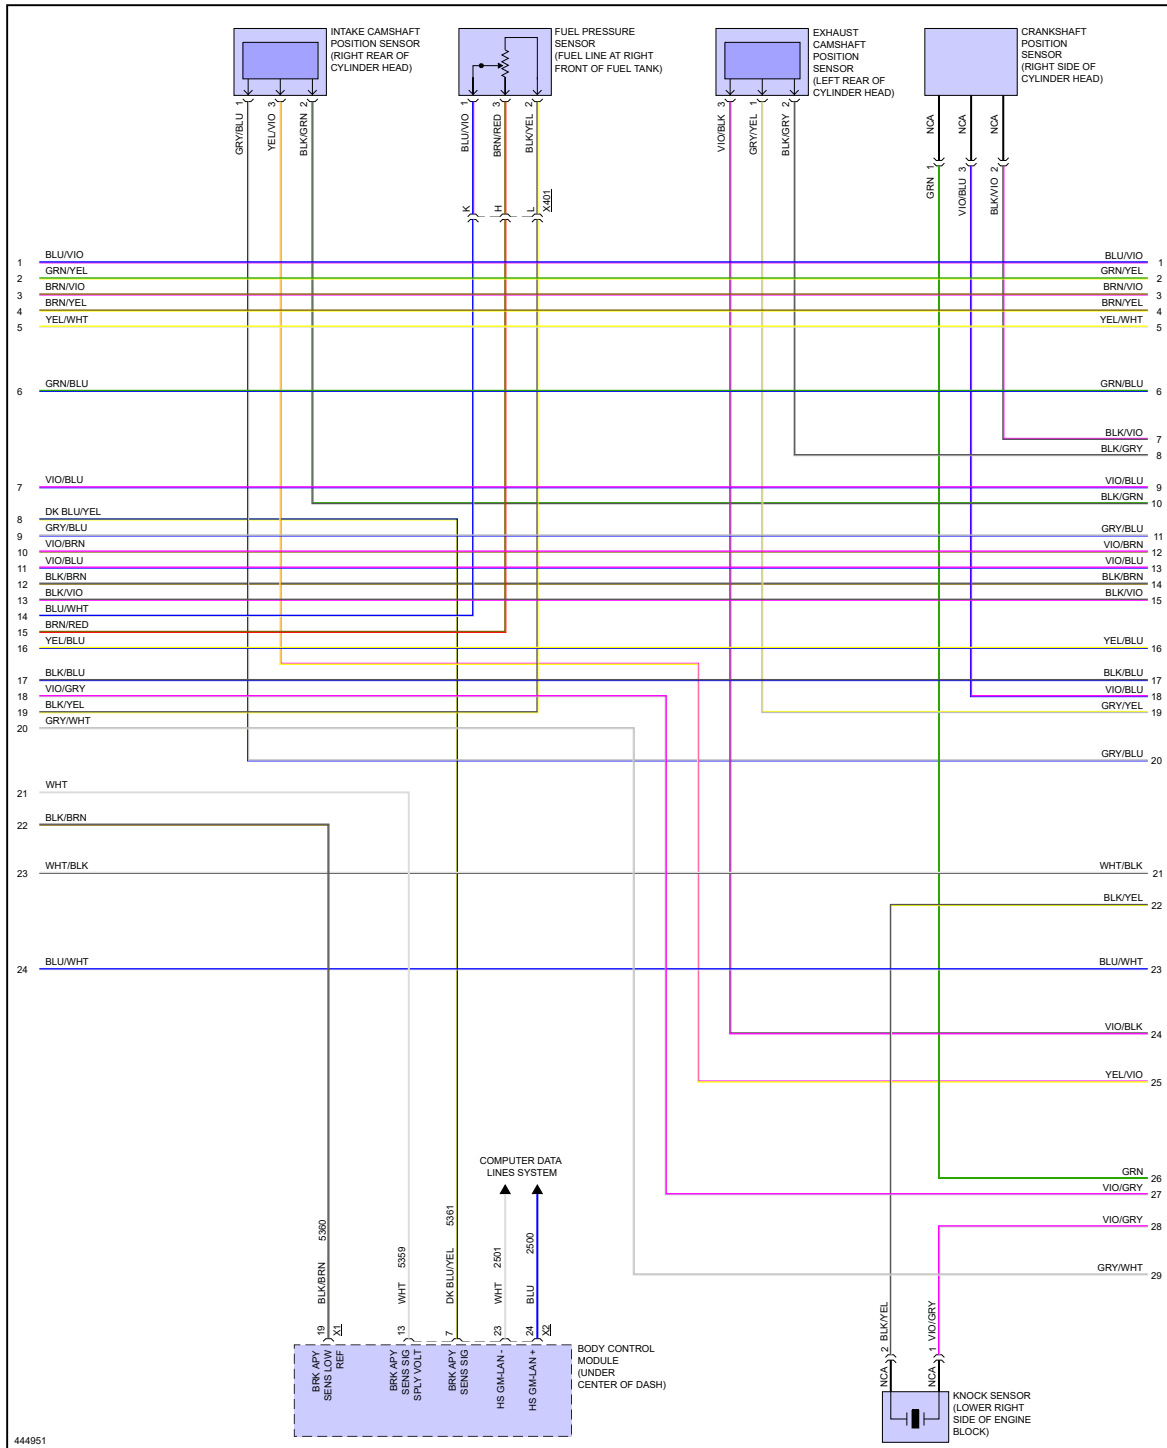 INTAKE CAMSHAFT
POSITION SENSOR
(RIGHT REAR OF
CYLINDER HEAD)
FUEL PRESSURE
SENSOR
(FUEL LINE AT RIGHT
FRONT OF FUEL TANK)
EXHAUST
CAMSHAFT
POSITION
SENSOR
(LEFT REAR OF
CYLINDER HEAD)
CRANKSHAFT
POSITION
SENSOR
(RIGHT SIDE OF
CYLINDER HEAD)
1 GRY/BLU
3 YEL/VIO
2 BLK/GRN
1 BLU/VIO
3 BRN/RED
2 BLK/YEL
3 VIO/BLK
1 GRY/YEL
2 BLK/GRY
NCA
NCA
NCA
GRN 1
VIO/BLU 3
BLK/VIO 2
K
H
L
X401
1 BLU/VIO BLU/VIO 1
2 GRN/YEL GRN/YEL 2
3 BRN/VIO BRN/VIO 3
4 BRN/YEL BRN/YEL 4
5 YEL/WHT YEL/WHT 5
6 GRN/BLU GRN/BLU 6
BLK/VIO 7
BLK/GRY 8
7 VIO/BLU VIO/BLU 9
BLK/GRN 10
8 DK BLU/YEL
9 GRY/BLU GRY/BLU 11
10 VIO/BRN VIO/BRN 12
11 VIO/BLU VIO/BLU 13
12 BLK/BRN BLK/BRN 14
13 BLK/VIO BLK/VIO 15
14 BLU/WHT
15 BRN/RED
16 YEL/BLU YEL/BLU 16
17 BLK/BLU BLK/BLU 17
18 VIO/GRY VIO/BLU 18
19 BLK/YEL GRY/YEL 19
20 GRY/WHT
GRY/BLU 20
21 WHT
22 BLK/BRN
23 WHT/BLK WHT/BLK 21
BLK/YEL 22
24 BLU/WHT BLU/WHT 23
VIO/BLK 24
YEL/VIO 25
COMPUTER DATA
LINES SYSTEM
GRN 26
VIO/GRY 27
VIO/GRY 28
GRY/WHT 29
19 BLK/BRN 5360
X1
13 WHT 5359
7 DK BLU/YEL 5361
23 WHT 2501
24 BLU 2500
X2
BRK APY
SENS LOW
REF
BRK APY
SENS SIG
SPLY VOLT
BRK APY
SENS SIG
HS GM-LAN -
HS GM-LAN +
BODY CONTROL
MODULE
(UNDER
CENTER OF DASH)
NCA 2 BLK/YEL
NCA 1 VIO/GRY
KNOCK SENSOR
(LOWER RIGHT
SIDE OF ENGINE
BLOCK)
444951